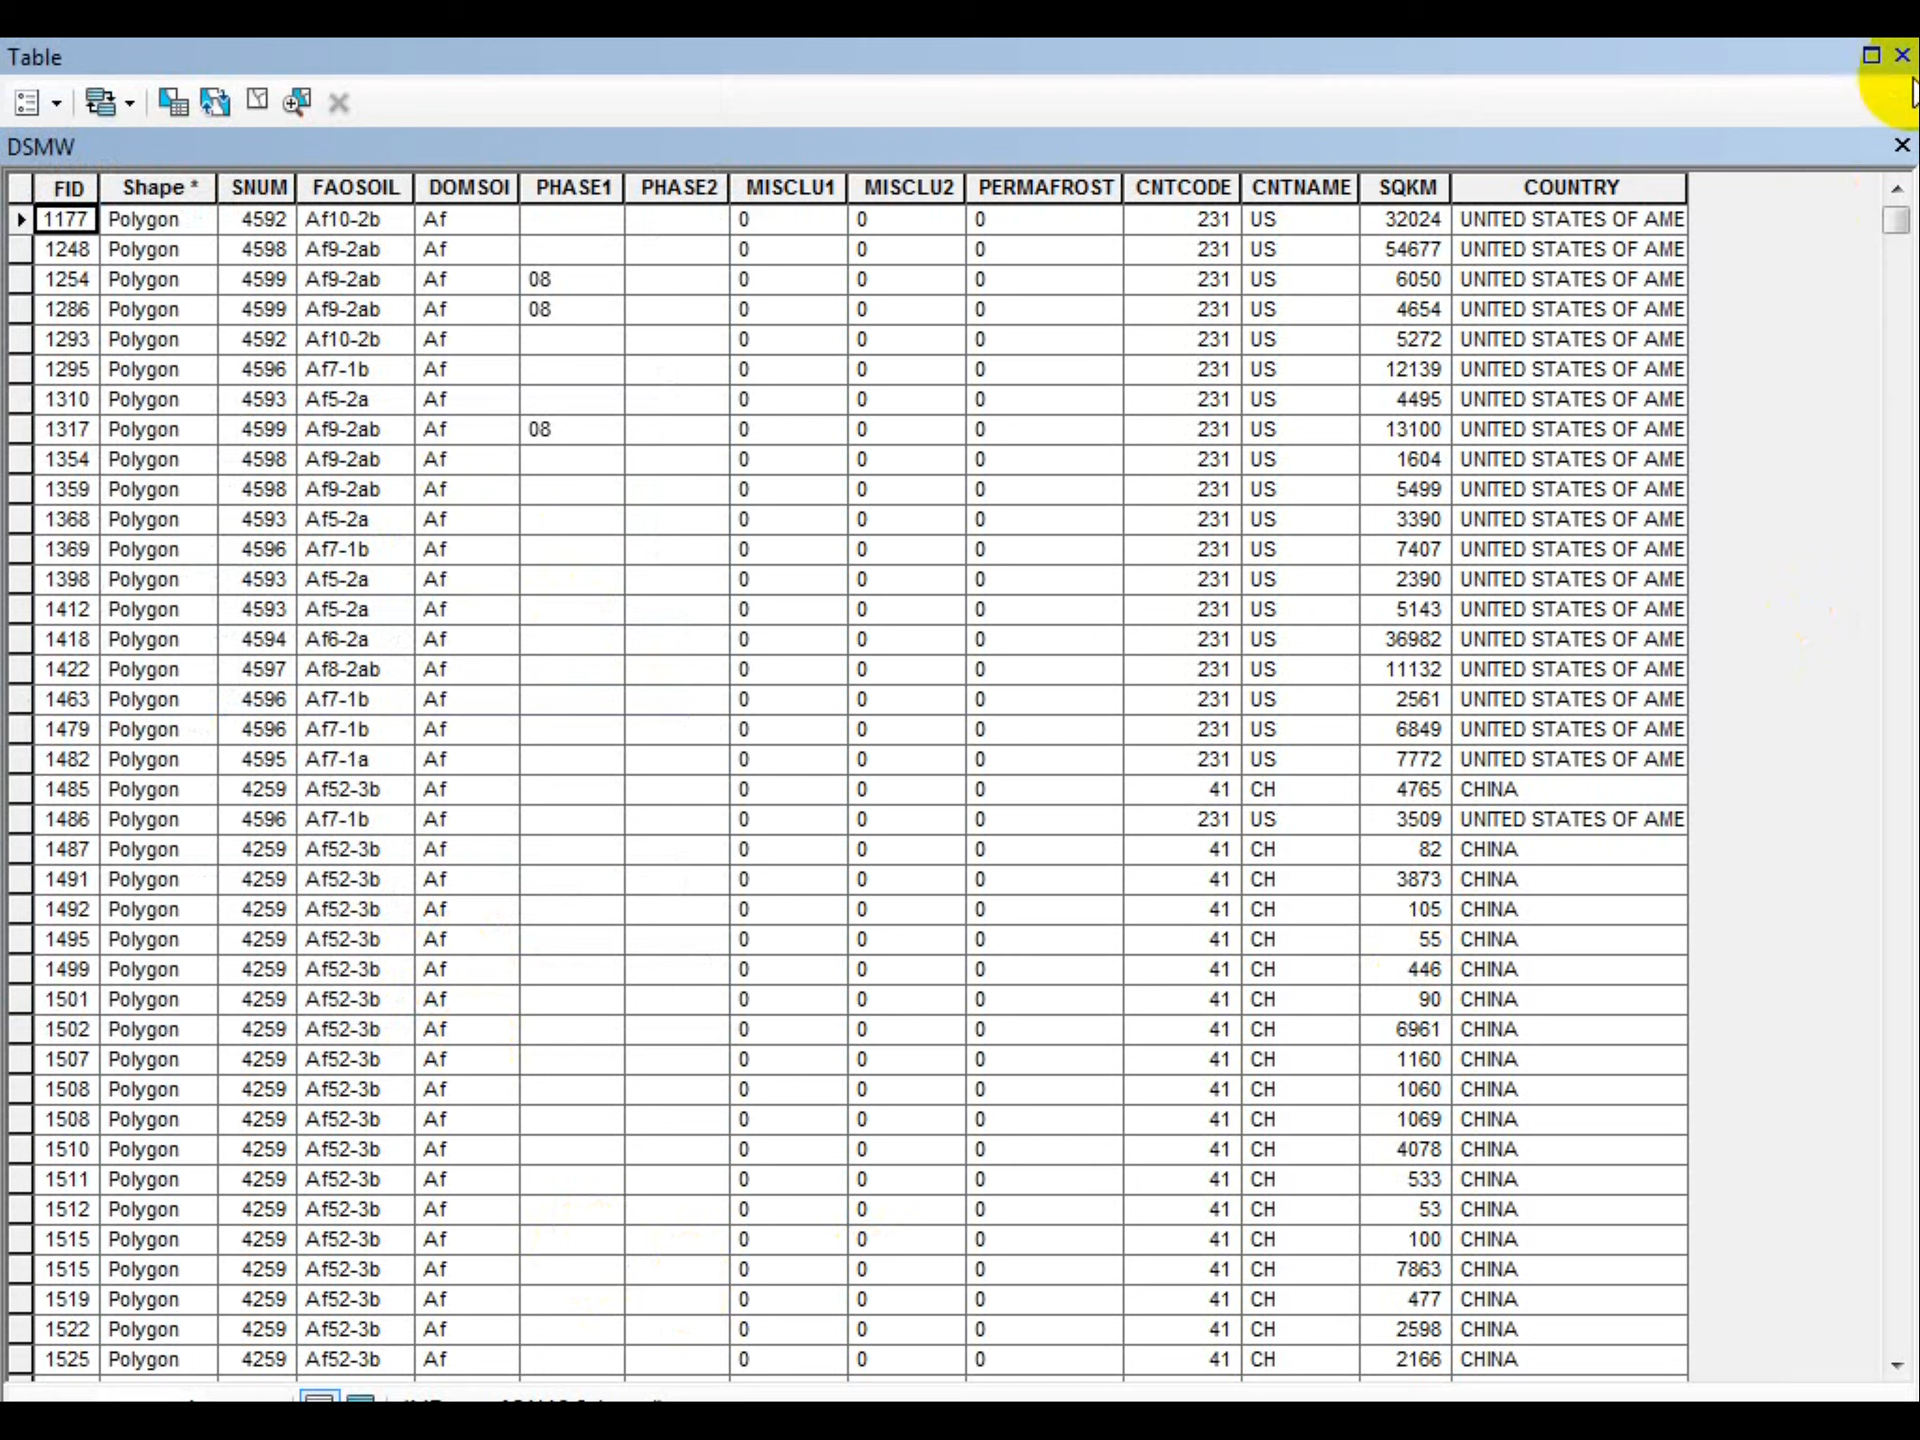 Table
DSMW
FID Shape * SNUM FAOSOIL DOMSOI PHASE1 PHASE2 MISCLU1 MISCLU2 PERMAFROST CNTCODE CNTNAME SQKM COUNTRY
1177 Polygon 4592 Af10-2b Af 0 0 0 231 US 32024 UNITED STATES OF AME
1248 Polygon 4598 Af9-2ab Af 0 0 0 231 US 54677 UNITED STATES OF AME
1254 Polygon 4599 Af9-2ab Af 08 0 0 0 231 US 6050 UNITED STATES OF AME
1286 Polygon 4599 Af9-2ab Af 08 0 0 0 231 US 4654 UNITED STATES OF AME
1293 Polygon 4592 Af10-2b Af 0 0 0 231 US 5272 UNITED STATES OF AME
1295 Polygon 4596 Af7-1b Af 0 0 0 231 US 12139 UNITED STATES OF AME
1310 Polygon 4593 Af5-2a Af 0 0 0 231 US 4495 UNITED STATES OF AME
1317 Polygon 4599 Af9-2ab Af 08 0 0 0 231 US 13100 UNITED STATES OF AME
1354 Polygon 4598 Af9-2ab Af 0 0 0 231 US 1604 UNITED STATES OF AME
1359 Polygon 4598 Af9-2ab Af 0 0 0 231 US 5499 UNITED STATES OF AME
1368 Polygon 4593 Af5-2a Af 0 0 0 231 US 3390 UNITED STATES OF AME
1369 Polygon 4596 Af7-1b Af 0 0 0 231 US 7407 UNITED STATES OF AME
1398 Polygon 4593 Af5-2a Af 0 0 0 231 US 2390 UNITED STATES OF AME
1412 Polygon 4593 Af5-2a Af 0 0 0 231 US 5143 UNITED STATES OF AME
1418 Polygon 4594 Af6-2a Af 0 0 0 231 US 36982 UNITED STATES OF AME
1422 Polygon 4597 Af8-2ab Af 0 0 0 231 US 11132 UNITED STATES OF AME
1463 Polygon 4596 Af7-1b Af 0 0 0 231 US 2561 UNITED STATES OF AME
1479 Polygon 4596 Af7-1b Af 0 0 0 231 US 6849 UNITED STATES OF AME
1482 Polygon 4595 Af7-1a Af 0 0 0 231 US 7772 UNITED STATES OF AME
1485 Polygon 4259 Af52-3b Af 0 0 0 41 CH 4765 CHINA
1486 Polygon 4596 Af7-1b Af 0 0 0 231 US 3509 UNITED STATES OF AME
1487 Polygon 4259 Af52-3b Af 0 0 0 41 CH 82 CHINA
1491 Polygon 4259 Af52-3b Af 0 0 0 41 CH 3873 CHINA
1492 Polygon 4259 Af52-3b Af 0 0 0 41 CH 105 CHINA
1495 Polygon 4259 Af52-3b Af 0 0 0 41 CH 55 CHINA
1499 Polygon 4259 Af52-3b Af 0 0 0 41 CH 446 CHINA
1501 Polygon 4259 Af52-3b Af 0 0 0 41 CH 90 CHINA
1502 Polygon 4259 Af52-3b Af 0 0 0 41 CH 6961 CHINA
1507 Polygon 4259 Af52-3b Af 0 0 0 41 CH 1160 CHINA
1508 Polygon 4259 Af52-3b Af 0 0 0 41 CH 1060 CHINA
1508 Polygon 4259 Af52-3b Af 0 0 0 41 CH 1069 CHINA
1510 Polygon 4259 Af52-3b Af 0 0 0 41 CH 4078 CHINA
1511 Polygon 4259 Af52-3b Af 0 0 0 41 CH 533 CHINA
1512 Polygon 4259 Af52-3b Af 0 0 0 41 CH 53 CHINA
1515 Polygon 4259 Af52-3b Af 0 0 0 41 CH 100 CHINA
1515 Polygon 4259 Af52-3b Af 0 0 0 41 CH 7863 CHINA
1519 Polygon 4259 Af52-3b Af 0 0 0 41 CH 477 CHINA
1522 Polygon 4259 Af52-3b Af 0 0 0 41 CH 2598 CHINA
1525 Polygon 4259 Af52-3b Af 0 0 0 41 CH 2166 CHINA